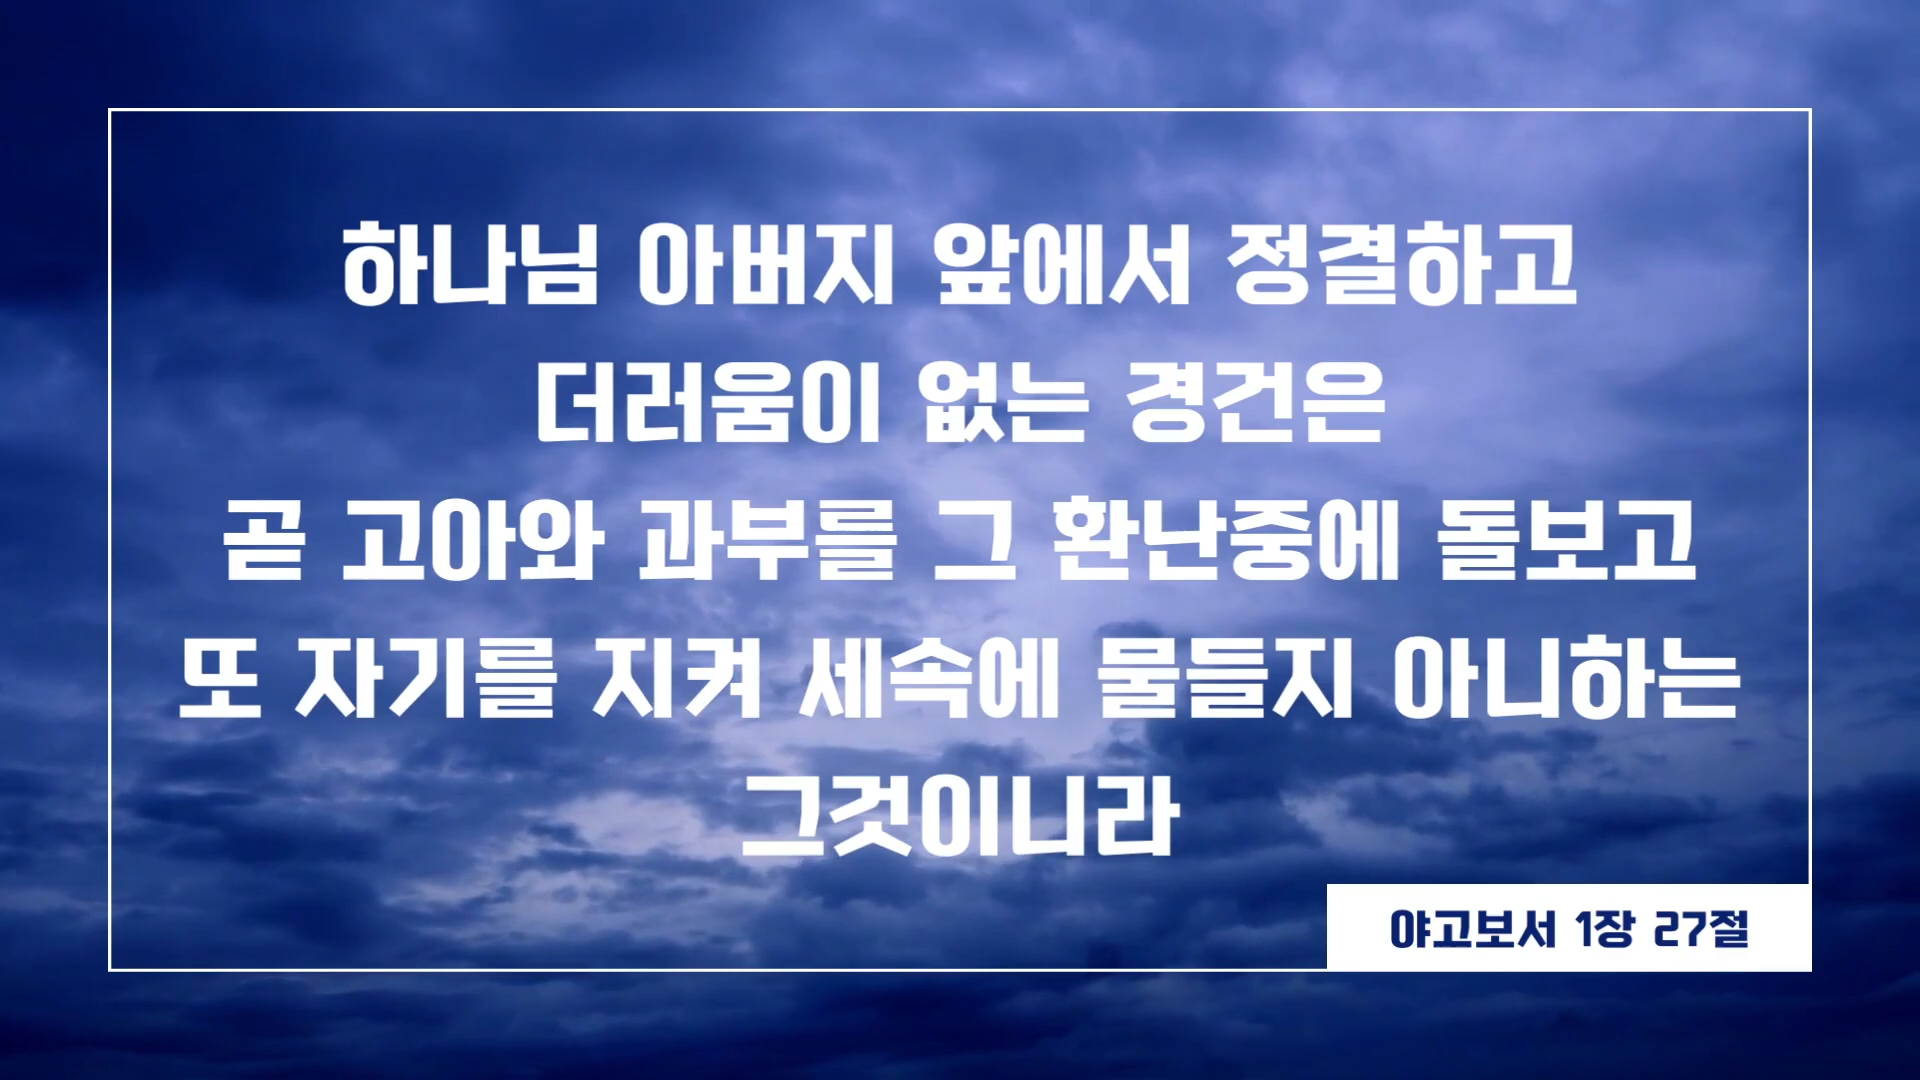 하나님 아버지 앞에서 정결하고
더러움이 없는 경건은
곧 고아와 과부를 그 환난중에 돌보고
또 자기를 지켜 세속에 물들지 아니하는
그것이니라
야고보서 1장 27절